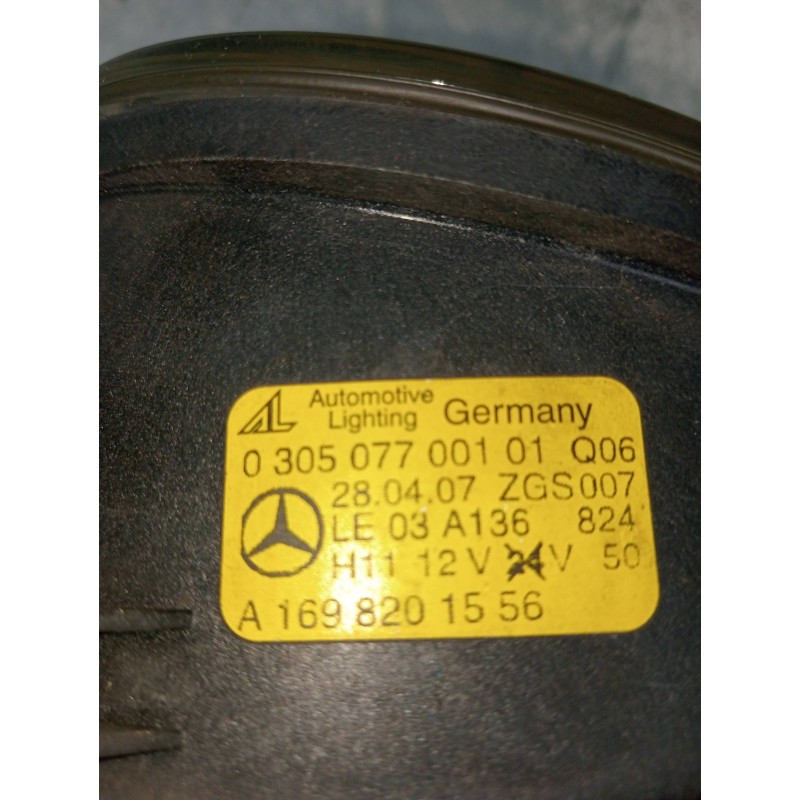 AL Automotive Lighting Germany
0 305 077 001 01 Q06
28.04.07 ZGS007
LE 03 A136 824
H11 12 V 24 V 50
A 169 820 15 56